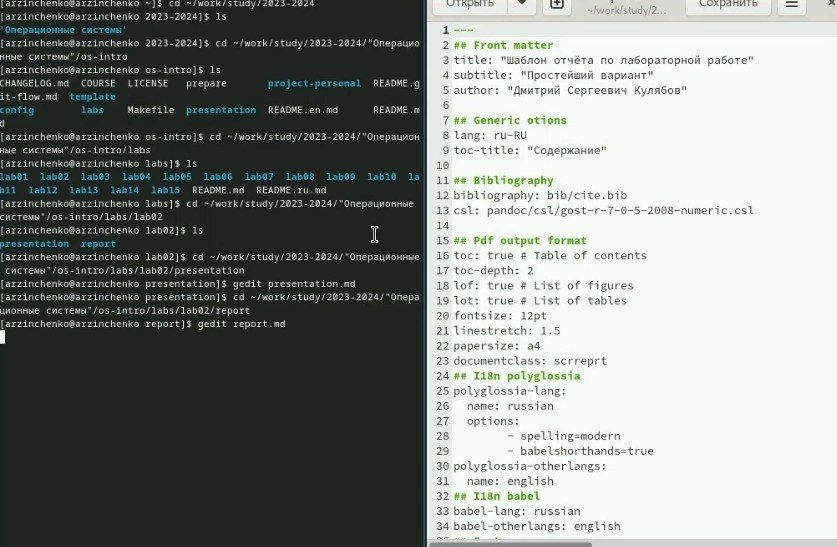 [arzinchenko@arzinchenko ~]$ cd ~/work/study/2023-2024
[arzinchenko@arzinchenko 2023-2024]$ ls
'Операционные системы'
[arzinchenko@arzinchenko 2023-2024]$ cd ~/work/study/2023-2024/"Операцио
нные системы"/os-intro
[arzinchenko@arzinchenko os-intro]$ ls
CHANGELOG.md COURSE LICENSE prepare project-personal README.g
it-flow.md template
config labs Makefile presentation README.en.md README.m
d
[arzinchenko@arzinchenko os-intro]$ cd ~/work/study/2023-2024/"Операцион
ные системы"/os-intro/labs
[arzinchenko@arzinchenko labs]$ ls
lab01 lab02 lab03 lab04 lab05 lab06 lab07 lab08 lab09 lab10 la
b11 lab12 lab13 lab14 lab15 README.md README.ru.md
[arzinchenko@arzinchenko labs]$ cd ~/work/study/2023-2024/"Операционные
системы"/os-intro/labs/lab02
[arzinchenko@arzinchenko lab02]$ ls
presentation report
[arzinchenko@arzinchenko lab02]$ cd ~/work/study/2023-2024/"Операционные
системы"/os-intro/labs/lab02/presentation
[arzinchenko@arzinchenko presentation]$ gedit presentation.md
[arzinchenko@arzinchenko presentation]$ cd ~/work/study/2023-2024/"Опера
ционные системы"/os-intro/labs/lab02/report
[arzinchenko@arzinchenko report]$ gedit report.md
Открыть
~/work/study/2...
Сохранить
1 ---
2 ## Front matter
3 title: "Шаблон отчёта по лабораторной работе"
4 subtitle: "Простейший вариант"
5 author: "Дмитрий Сергеевич Кулябов"
6
7 ## Generic otions
8 lang: ru-RU
9 toc-title: "Содержание"
10
11 ## Bibliography
12 bibliography: bib/cite.bib
13 csl: pandoc/csl/gost-r-7-0-5-2008-numeric.csl
14
15 ## Pdf output format
16 toc: true # Table of contents
17 toc-depth: 2
18 lof: true # List of figures
19 lot: true # List of tables
20 fontsize: 12pt
21 linestretch: 1.5
22 papersize: a4
23 documentclass: scrreprt
24 ## I18n polyglossia
25 polyglossia-lang:
26 name: russian
27 options:
28 - spelling=modern
29 - babelshorthands=true
30 polyglossia-otherlangs:
31 name: english
32 ## I18n babel
33 babel-lang: russian
34 babel-otherlangs: english